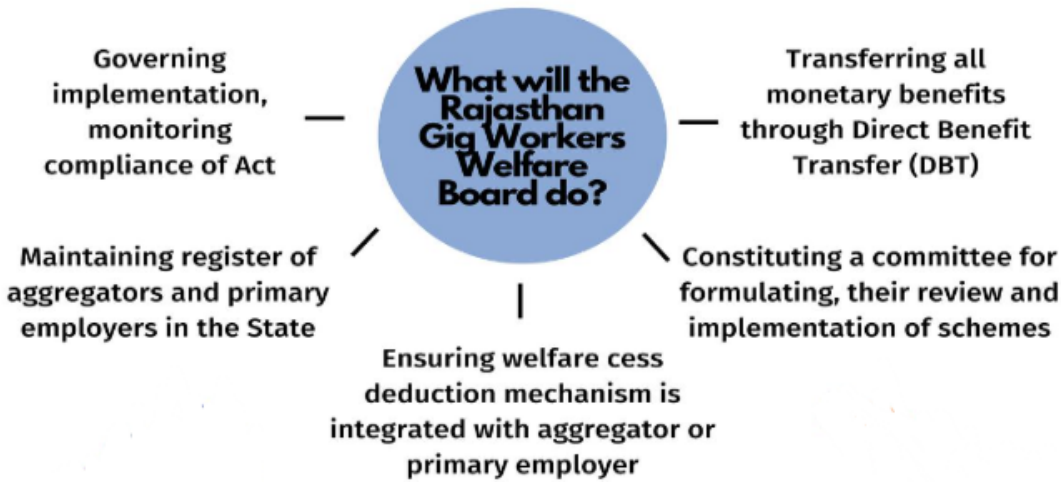 What will the
Rajasthan
Gig Workers
Welfare
Board do?
Governing
implementation,
monitoring
compliance of Act
Maintaining register of
aggregators and primary
employers in the State
Ensuring welfare cess
deduction mechanism is
integrated with aggregator or
primary employer
Constituting a committee for
formulating, their review and
implementation of schemes
Transferring all
monetary benefits
through Direct Benefit
Transfer (DBT)